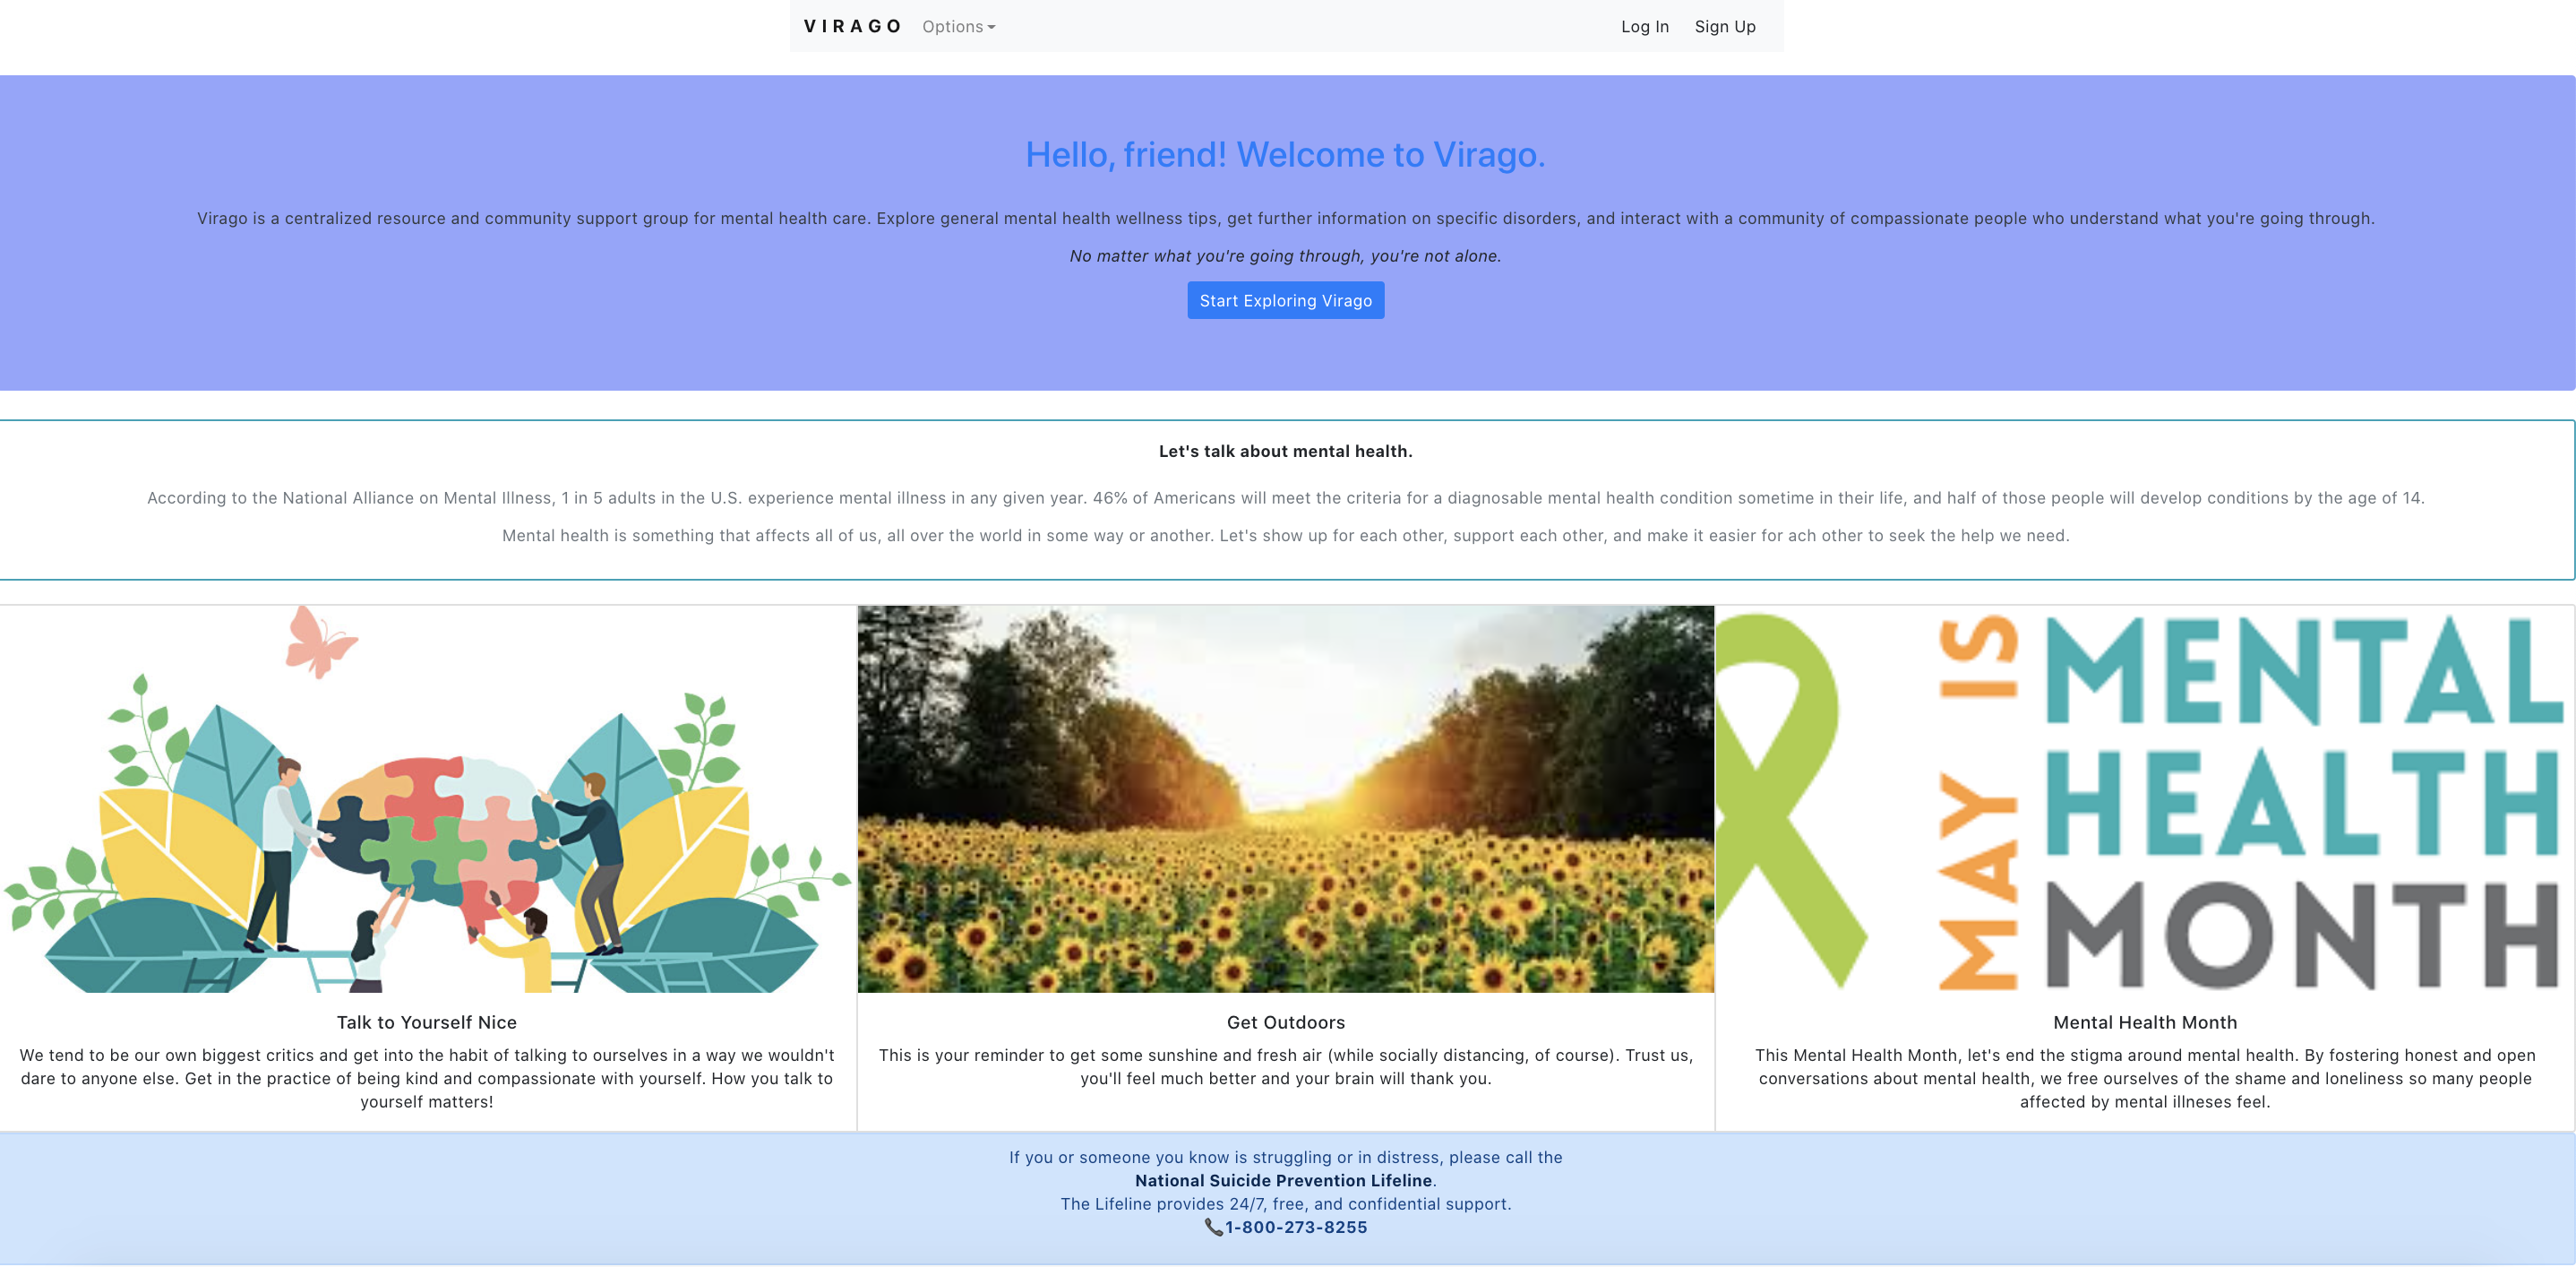 VIRAGO Options Log In Sign Up
Hello, friend! Welcome to Virago.
Virago is a centralized resource and community support group for mental health care. Explore general mental health wellness tips, get further information on specific disorders, and interact with a community of compassionate people who understand what you're going through.
No matter what you're going through, you're not alone.
Start Exploring Virago
Let's talk about mental health.
According to the National Alliance on Mental Illness, 1 in 5 adults in the U.S. experience mental illness in any given year. 46% of Americans will meet the criteria for a diagnosable mental health condition sometime in their life, and half of those people will develop conditions by the age of 14.
Mental health is something that affects all of us, all over the world in some way or another. Let's show up for each other, support each other, and make it easier for ach other to seek the help we need.
MAY IS
MENTAL
HEALTH
MONTH
Talk to Yourself Nice
We tend to be our own biggest critics and get into the habit of talking to ourselves in a way we wouldn't
dare to anyone else. Get in the practice of being kind and compassionate with yourself. How you talk to
yourself matters!
Get Outdoors
This is your reminder to get some sunshine and fresh air (while socially distancing, of course). Trust us,
you'll feel much better and your brain will thank you.
Mental Health Month
This Mental Health Month, let's end the stigma around mental health. By fostering honest and open
conversations about mental health, we free ourselves of the shame and loneliness so many people
affected by mental illneses feel.
If you or someone you know is struggling or in distress, please call the
National Suicide Prevention Lifeline.
The Lifeline provides 24/7, free, and confidential support.
📞1-800-273-8255